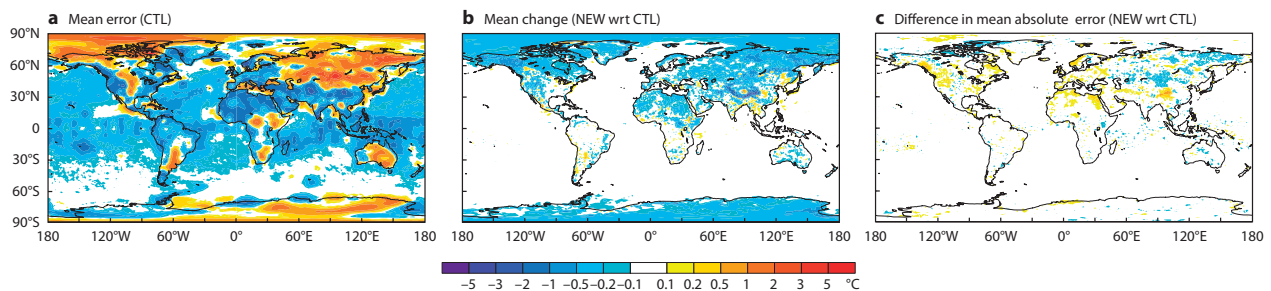 a Mean error (CTL)
b Mean change (NEW wrt CTL)
c Difference in mean absolute error (NEW wrt CTL)
90°N
60°N
30°N
0
30°S
60°S
90°S
180 120°W 60°W 0° 60°E 120°E 180
180 120°W 60°W 0° 60°E 120°E 180
180 120°W 60°W 0° 60°E 120°E 180
−5 −3 −2 −1 −0.5 −0.2 −0.1 0.1 0.2 0.5 1 2 3 5 °C